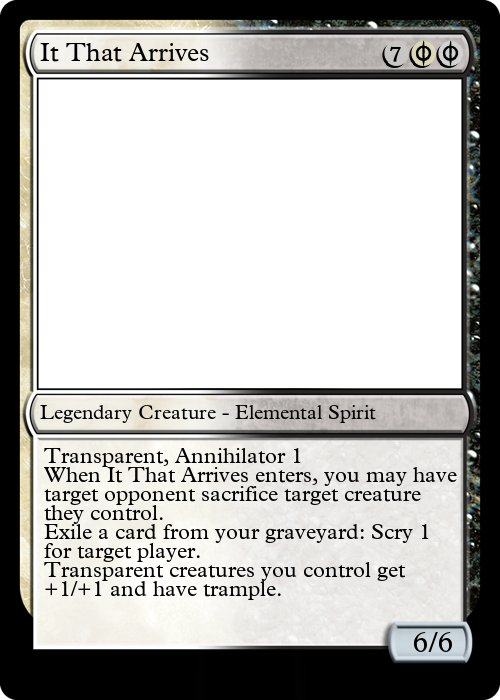 It That Arrives 7
Legendary Creature - Elemental Spirit
Transparent, Annihilator 1
When It That Arrives enters, you may have
target opponent sacrifice target creature
they control.
Exile a card from your graveyard: Scry 1
for target player.
Transparent creatures you control get
+1/+1 and have trample.
6/6